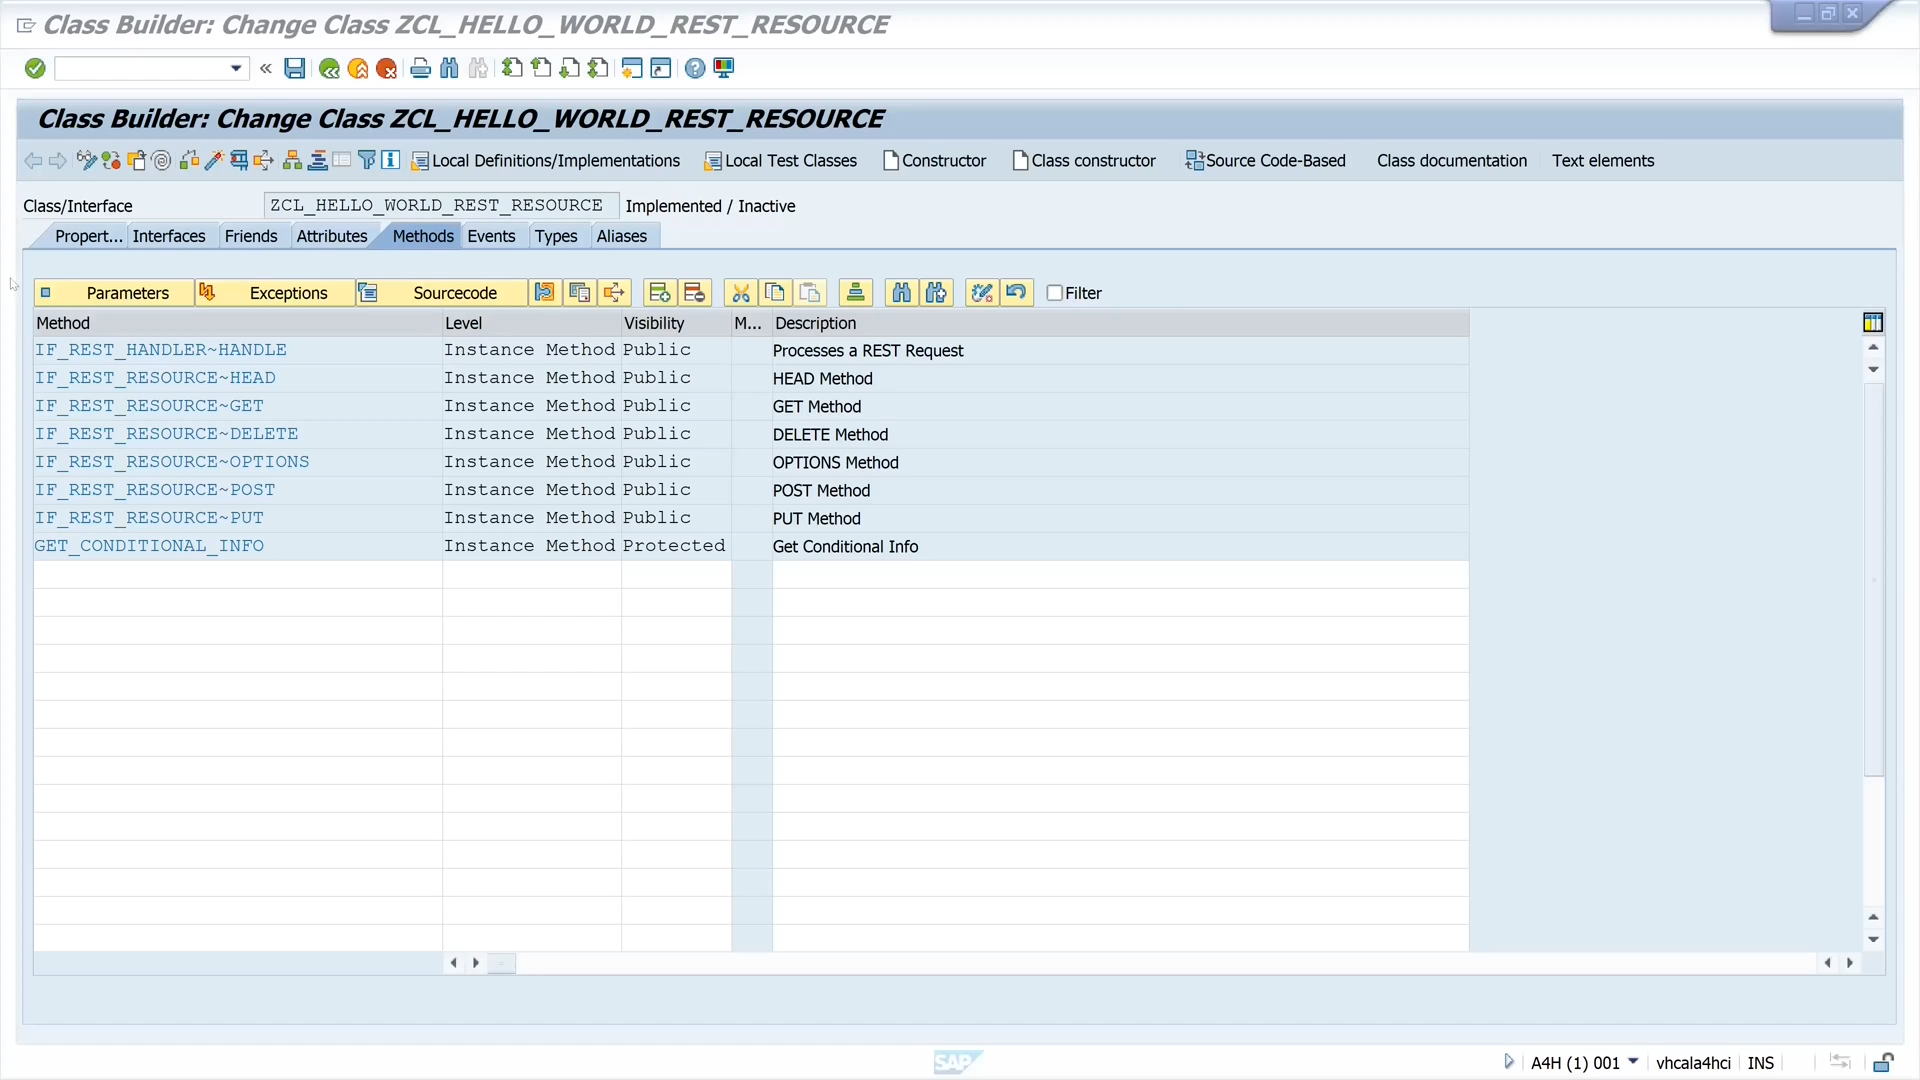 Class Builder: Change Class ZCL_HELLO_WORLD_REST_RESOURCE
Class Builder: Change Class ZCL_HELLO_WORLD_REST_RESOURCE
Local Definitions/Implementations Local Test Classes Constructor Class constructor Source Code-Based Class documentation Text elements
Class/Interface ZCL_HELLO_WORLD_REST_RESOURCE Implemented / Inactive
Propert... Interfaces Friends Attributes Methods Events Types Aliases
Parameters Exceptions Sourcecode Filter
Method Level Visibility M... Description
IF_REST_HANDLER~HANDLE Instance Method Public Processes a REST Request
IF_REST_RESOURCE~HEAD Instance Method Public HEAD Method
IF_REST_RESOURCE~GET Instance Method Public GET Method
IF_REST_RESOURCE~DELETE Instance Method Public DELETE Method
IF_REST_RESOURCE~OPTIONS Instance Method Public OPTIONS Method
IF_REST_RESOURCE~POST Instance Method Public POST Method
IF_REST_RESOURCE~PUT Instance Method Public PUT Method
GET_CONDITIONAL_INFO Instance Method Protected Get Conditional Info
SAP A4H (1) 001 vhcala4hci INS